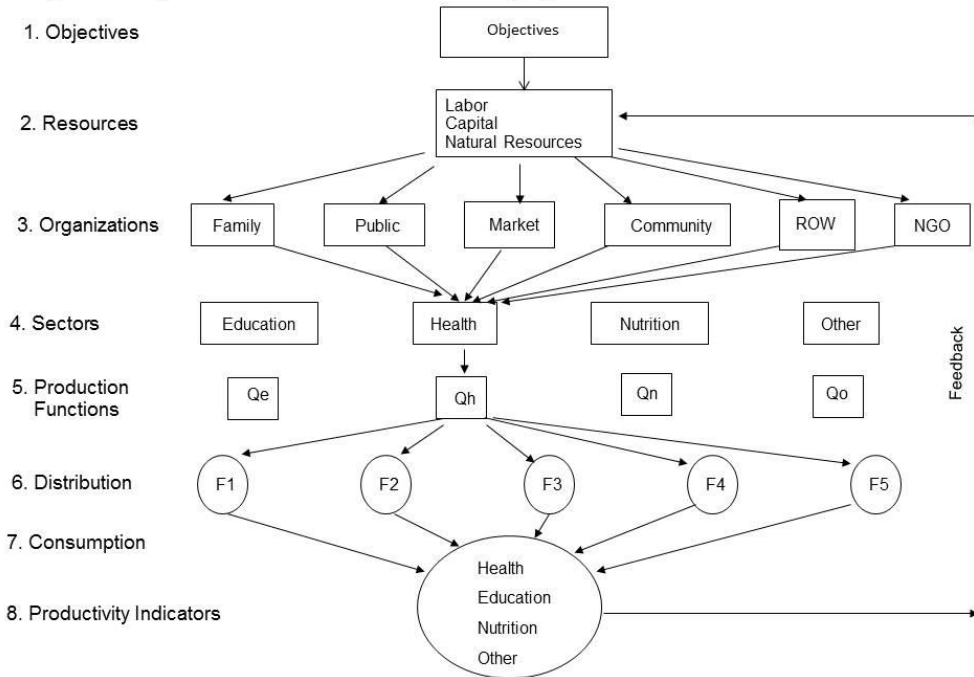 1. Objectives
Objectives
2. Resources
Labor
Capital
Natural Resources
3. Organizations
Family
Public
Market
Community
ROW
NGO
4. Sectors
Education
Health
Nutrition
Other
Feedback
5. Production
Functions
Qe
Qh
Qn
Qo
6. Distribution
F1
F2
F3
F4
F5
7. Consumption
8. Productivity Indicators
Health
Education
Nutrition
Other